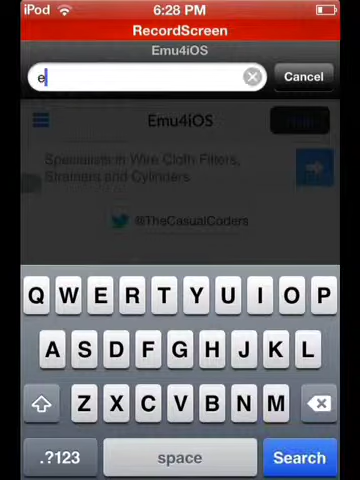 iPod 6:28 PM
RecordScreen
Emu4iOS
e Cancel
Emu4iOS
Specialists in Wire Cloth Filters,
Strainers and Cylinders
@TheCasualCoders
Q W E R T Y U I O P
A S D F G H J K L
Z X C V B N M
.?123 space Search